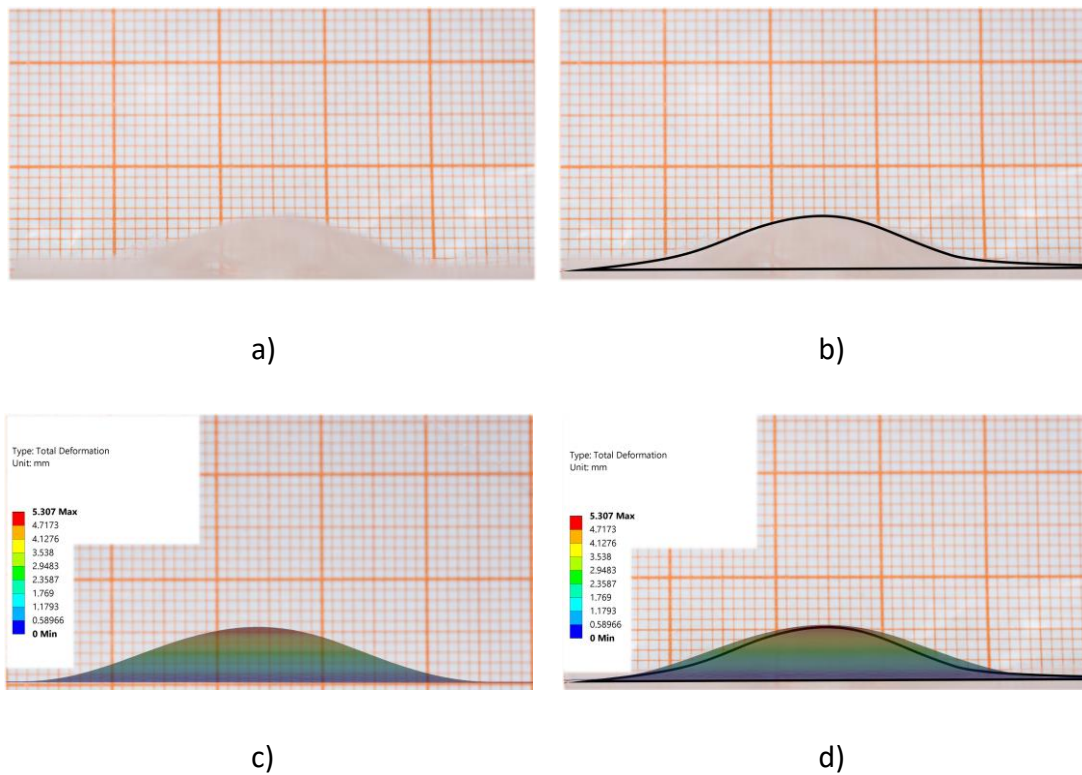 a)
b)
Type: Total Deformation
Unit: mm
5.307 Max
4.7173
4.1276
3.538
2.9483
2.3587
1.769
1.1793
0.58966
0 Min
Type: Total Deformation
Unit: mm
5.307 Max
4.7173
4.1276
3.538
2.9483
2.3587
1.769
1.1793
0.58966
0 Min
c)
d)